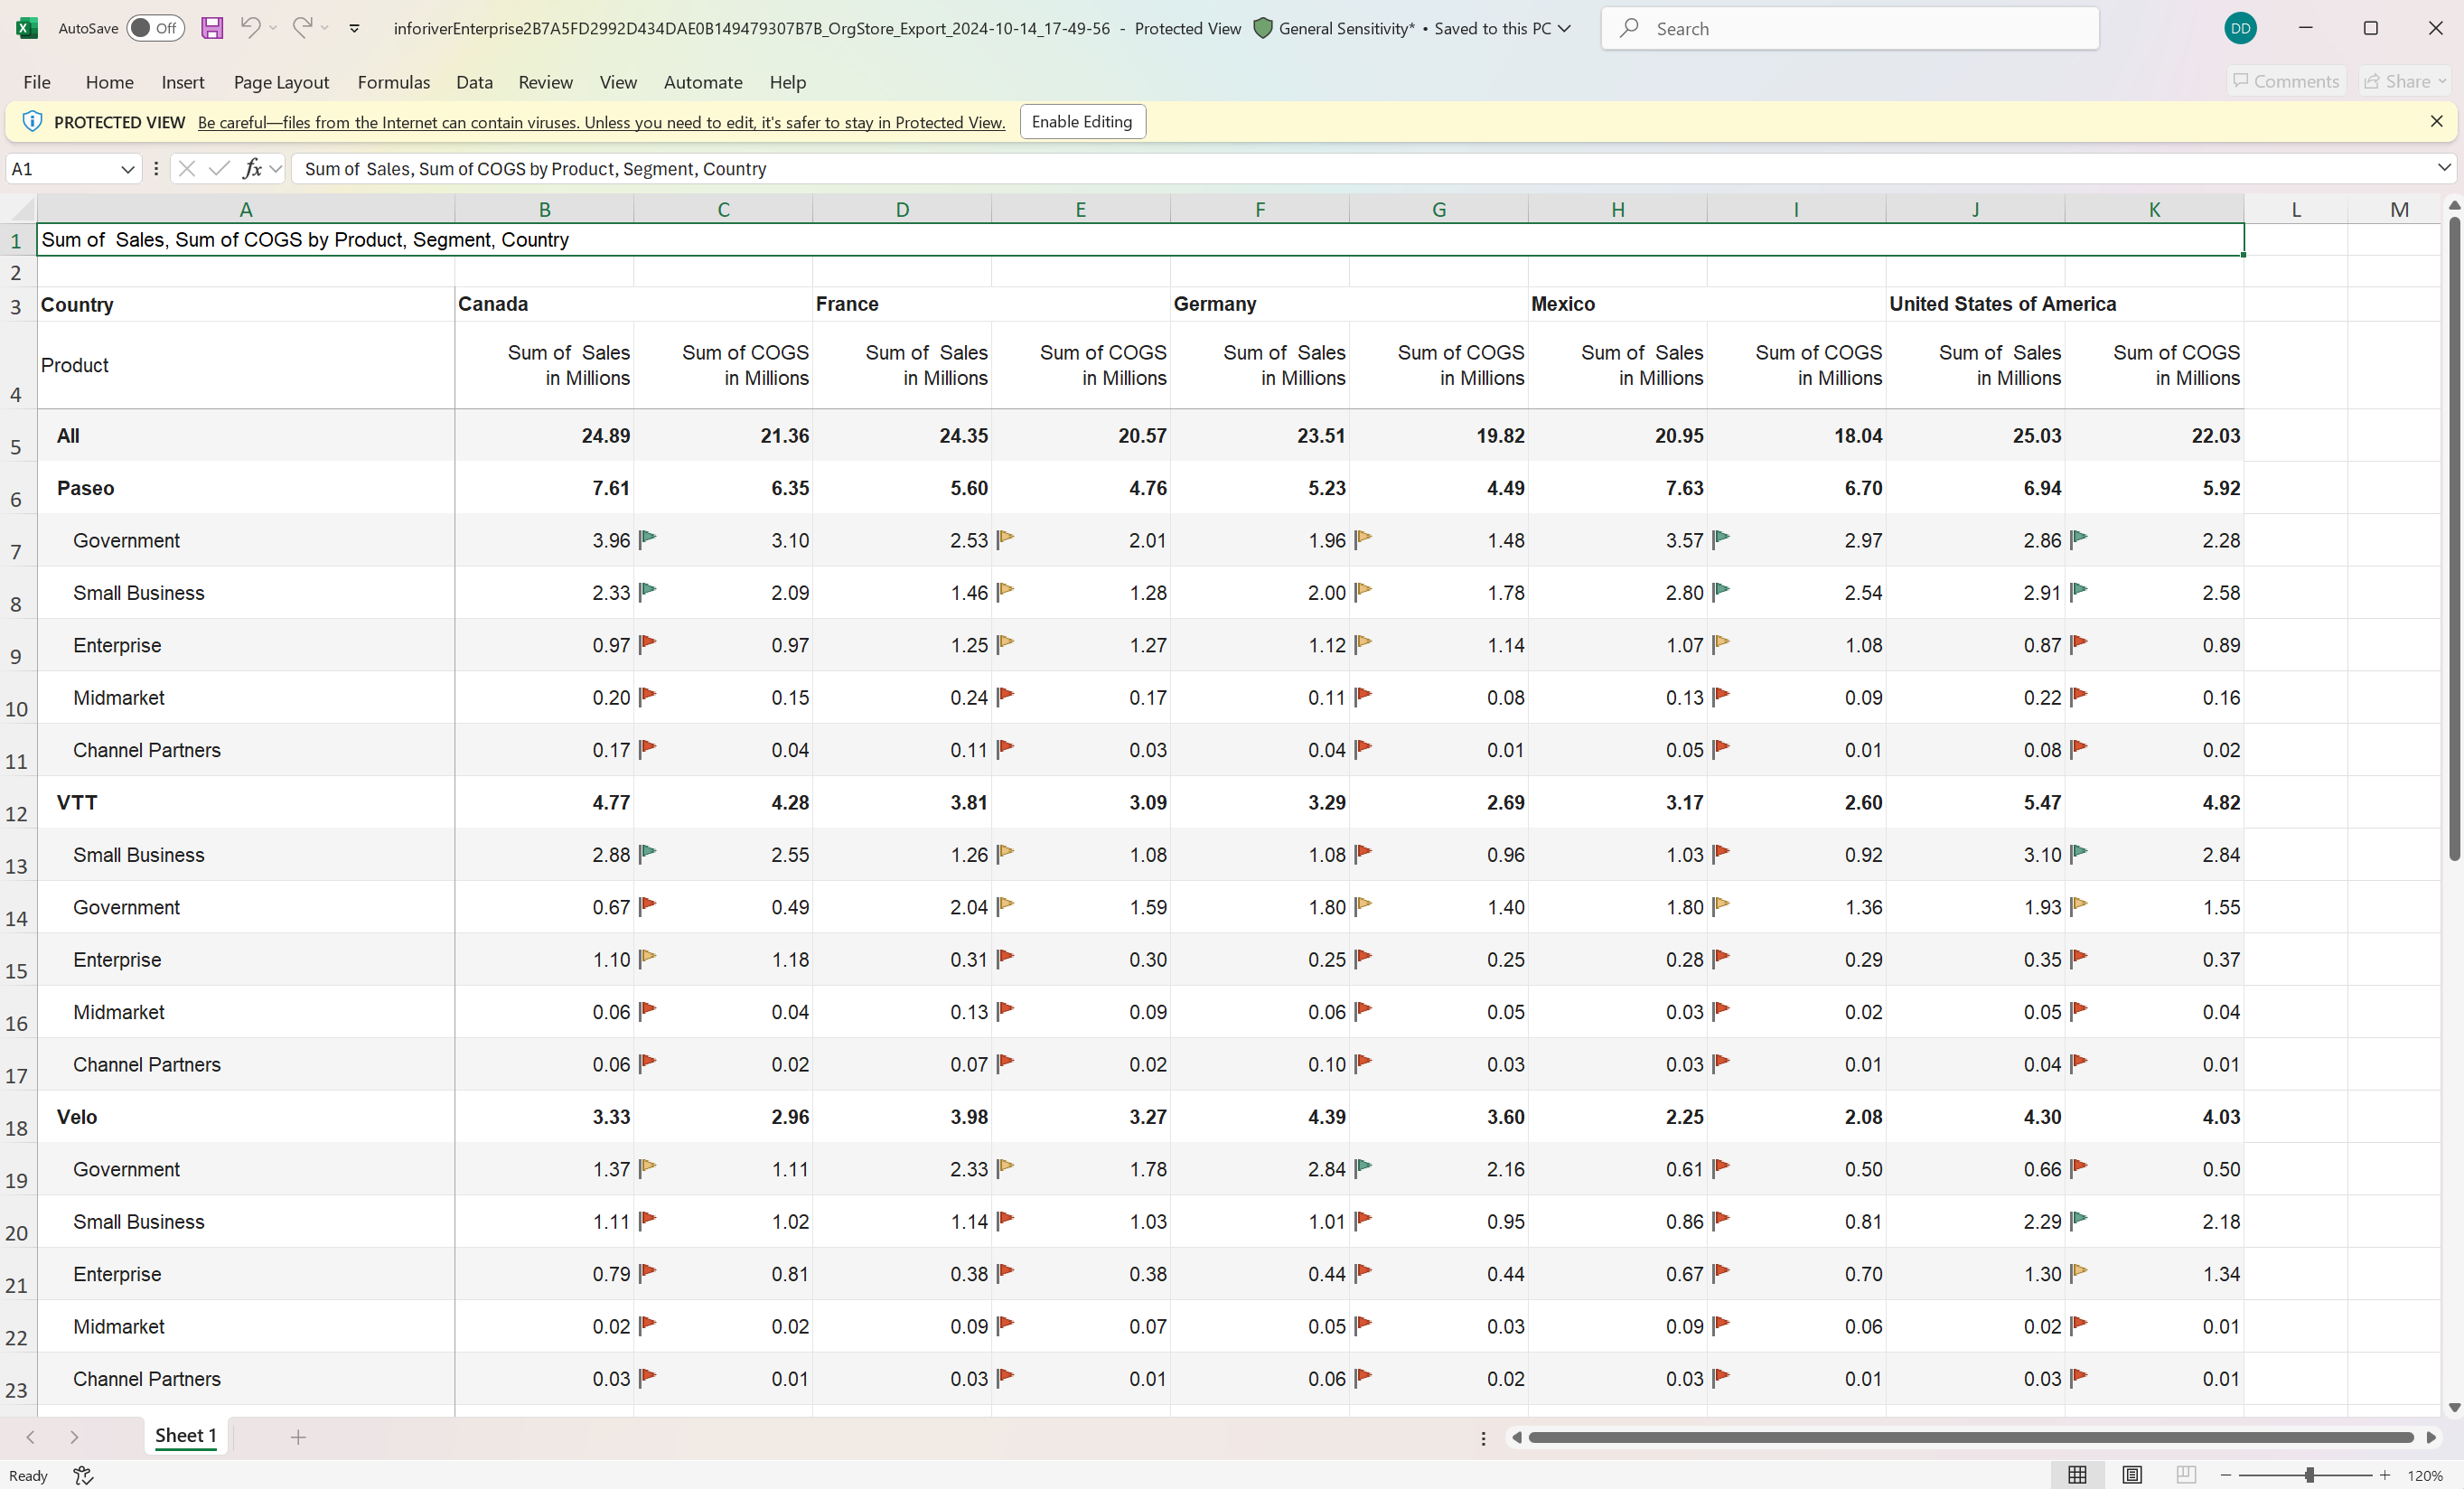 AutoSave Off inforiverEnterprise2B7A5FD2992D434DAE0B149479307B7B_OrgStore_Export_2024-10-14_17-49-56 - Protected View General Sensitivity* • Saved to this PC Search DD
File Home Insert Page Layout Formulas Data Review View Automate Help Comments Share
PROTECTED VIEW Be careful—files from the Internet can contain viruses. Unless you need to edit, it's safer to stay in Protected View. Enable Editing
A1 fx Sum of  Sales, Sum of COGS by Product, Segment, Country
A B C D E F G H I J K L M
1 Sum of  Sales, Sum of COGS by Product, Segment, Country
2
3 Country Canada France Germany Mexico United States of America
Sum of  Sales Sum of COGS Sum of  Sales Sum of COGS Sum of  Sales Sum of COGS Sum of  Sales Sum of COGS Sum of  Sales Sum of COGS
Product
in Millions in Millions in Millions in Millions in Millions in Millions in Millions in Millions in Millions in Millions
4
5 All 24.89 21.36 24.35 20.57 23.51 19.82 20.95 18.04 25.03 22.03
6 Paseo 7.61 6.35 5.60 4.76 5.23 4.49 7.63 6.70 6.94 5.92
7 Government 3.96 3.10 2.53 2.01 1.96 1.48 3.57 2.97 2.86 2.28
8 Small Business 2.33 2.09 1.46 1.28 2.00 1.78 2.80 2.54 2.91 2.58
9 Enterprise 0.97 0.97 1.25 1.27 1.12 1.14 1.07 1.08 0.87 0.89
10 Midmarket 0.20 0.15 0.24 0.17 0.11 0.08 0.13 0.09 0.22 0.16
11 Channel Partners 0.17 0.04 0.11 0.03 0.04 0.01 0.05 0.01 0.08 0.02
12 VTT 4.77 4.28 3.81 3.09 3.29 2.69 3.17 2.60 5.47 4.82
13 Small Business 2.88 2.55 1.26 1.08 1.08 0.96 1.03 0.92 3.10 2.84
14 Government 0.67 0.49 2.04 1.59 1.80 1.40 1.80 1.36 1.93 1.55
15 Enterprise 1.10 1.18 0.31 0.30 0.25 0.25 0.28 0.29 0.35 0.37
16 Midmarket 0.06 0.04 0.13 0.09 0.06 0.05 0.03 0.02 0.05 0.04
17 Channel Partners 0.06 0.02 0.07 0.02 0.10 0.03 0.03 0.01 0.04 0.01
18 Velo 3.33 2.96 3.98 3.27 4.39 3.60 2.25 2.08 4.30 4.03
19 Government 1.37 1.11 2.33 1.78 2.84 2.16 0.61 0.50 0.66 0.50
20 Small Business 1.11 1.02 1.14 1.03 1.01 0.95 0.86 0.81 2.29 2.18
21 Enterprise 0.79 0.81 0.38 0.38 0.44 0.44 0.67 0.70 1.30 1.34
22 Midmarket 0.02 0.02 0.09 0.07 0.05 0.03 0.09 0.06 0.02 0.01
23 Channel Partners 0.03 0.01 0.03 0.01 0.06 0.02 0.03 0.01 0.03 0.01
Sheet 1
Ready 120%